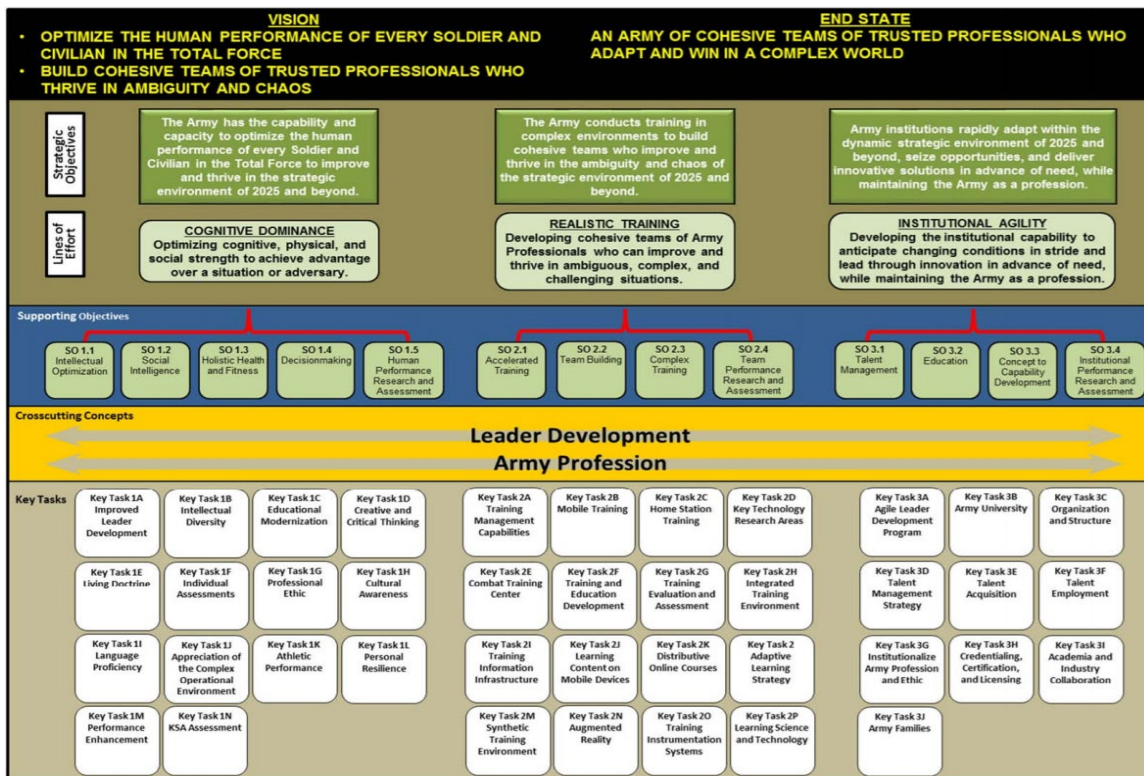 VISION
• OPTIMIZE THE HUMAN PERFORMANCE OF EVERY SOLDIER AND
CIVILIAN IN THE TOTAL FORCE
• BUILD COHESIVE TEAMS OF TRUSTED PROFESSIONALS WHO
THRIVE IN AMBIGUITY AND CHAOS
END STATE
AN ARMY OF COHESIVE TEAMS OF TRUSTED PROFESSIONALS WHO
ADAPT AND WIN IN A COMPLEX WORLD
Strategic
Objectives
The Army has the capability and
capacity to optimize the human
performance of every Soldier and
Civilian in the Total Force to improve
and thrive in the strategic
environment of 2025 and beyond.
The Army conducts training in
complex environments to build
cohesive teams who improve and
thrive in the ambiguity and chaos of
the strategic environment of 2025 and
beyond.
Army institutions rapidly adapt within the
dynamic strategic environment of 2025 and
beyond, seize opportunities, and deliver
innovative solutions in advance of need, while
maintaining the Army as a profession.
Lines of
Effort
COGNITIVE DOMINANCE
Optimizing cognitive, physical, and
social strength to achieve advantage
over a situation or adversary.
REALISTIC TRAINING
Developing cohesive teams of Army
Professionals who can improve and
thrive in ambiguous, complex, and
challenging situations.
INSTITUTIONAL AGILITY
Developing the institutional capability to
anticipate changing conditions in stride and
lead through innovation in advance of need,
while maintaining the Army as a profession.
Supporting Objectives
SO 1.1
Intellectual
Optimization
SO 1.2
Social
Intelligence
SO 1.3
Holistic Health
and Fitness
SO 1.4
Decisionmaking
SO 1.5
Human
Performance
Research and
Assessment
SO 2.1
Accelerated
Training
SO 2.2
Team Building
SO 2.3
Complex
Training
SO 2.4
Team
Performance
Research and
Assessment
SO 3.1
Talent
Management
SO 3.2
Education
SO 3.3
Concept to
Capability
Development
SO 3.4
Institutional
Performance
Research and
Assessment
Crosscutting Concepts
Leader Development
Army Profession
Key Tasks
Key Task 1A
Improved
Leader
Development
Key Task 1B
Intellectual
Diversity
Key Task 1C
Educational
Modernization
Key Task 1D
Creative and
Critical Thinking
Key Task 2A
Training
Management
Capabilities
Key Task 2B
Mobile Training
Key Task 2C
Home Station
Training
Key Task 2D
Key Technology
Research Areas
Key Task 3A
Agile Leader
Development
Program
Key Task 3B
Army University
Key Task 3C
Organization
and Structure
Key Task 1E
Living Doctrine
Key Task 1F
Individual
Assessments
Key Task 1G
Professional
Ethic
Key Task 1H
Cultural
Awareness
Key Task 2E
Combat Training
Center
Key Task 2F
Training and
Education
Development
Key Task 2G
Training
Evaluation and
Assessment
Key Task 2H
Integrated
Training
Environment
Key Task 3D
Talent
Management
Strategy
Key Task 3E
Talent
Acquisition
Key Task 3F
Talent
Employment
Key Task 1I
Language
Proficiency
Key Task 1J
Appreciation of
the Complex
Operational
Environment
Key Task 1K
Athletic
Performance
Key Task 1L
Personal
Resilience
Key Task 2I
Training
Information
Infrastructure
Key Task 2J
Learning
Content on
Mobile Devices
Key Task 2K
Distributive
Online Courses
Key Task 2
Adaptive
Learning
Strategy
Key Task 3G
Institutionalize
Army Profession
and Ethic
Key Task 3H
Credentialing,
Certification,
and Licensing
Key Task 3I
Academia and
Industry
Collaboration
Key Task 1M
Performance
Enhancement
Key Task 1N
KSA Assessment
Key Task 2M
Synthetic
Training
Environment
Key Task 2N
Augmented
Reality
Key Task 2O
Training
Instrumentation
Systems
Key Task 2P
Learning Science
and Technology
Key Task 3J
Army Families